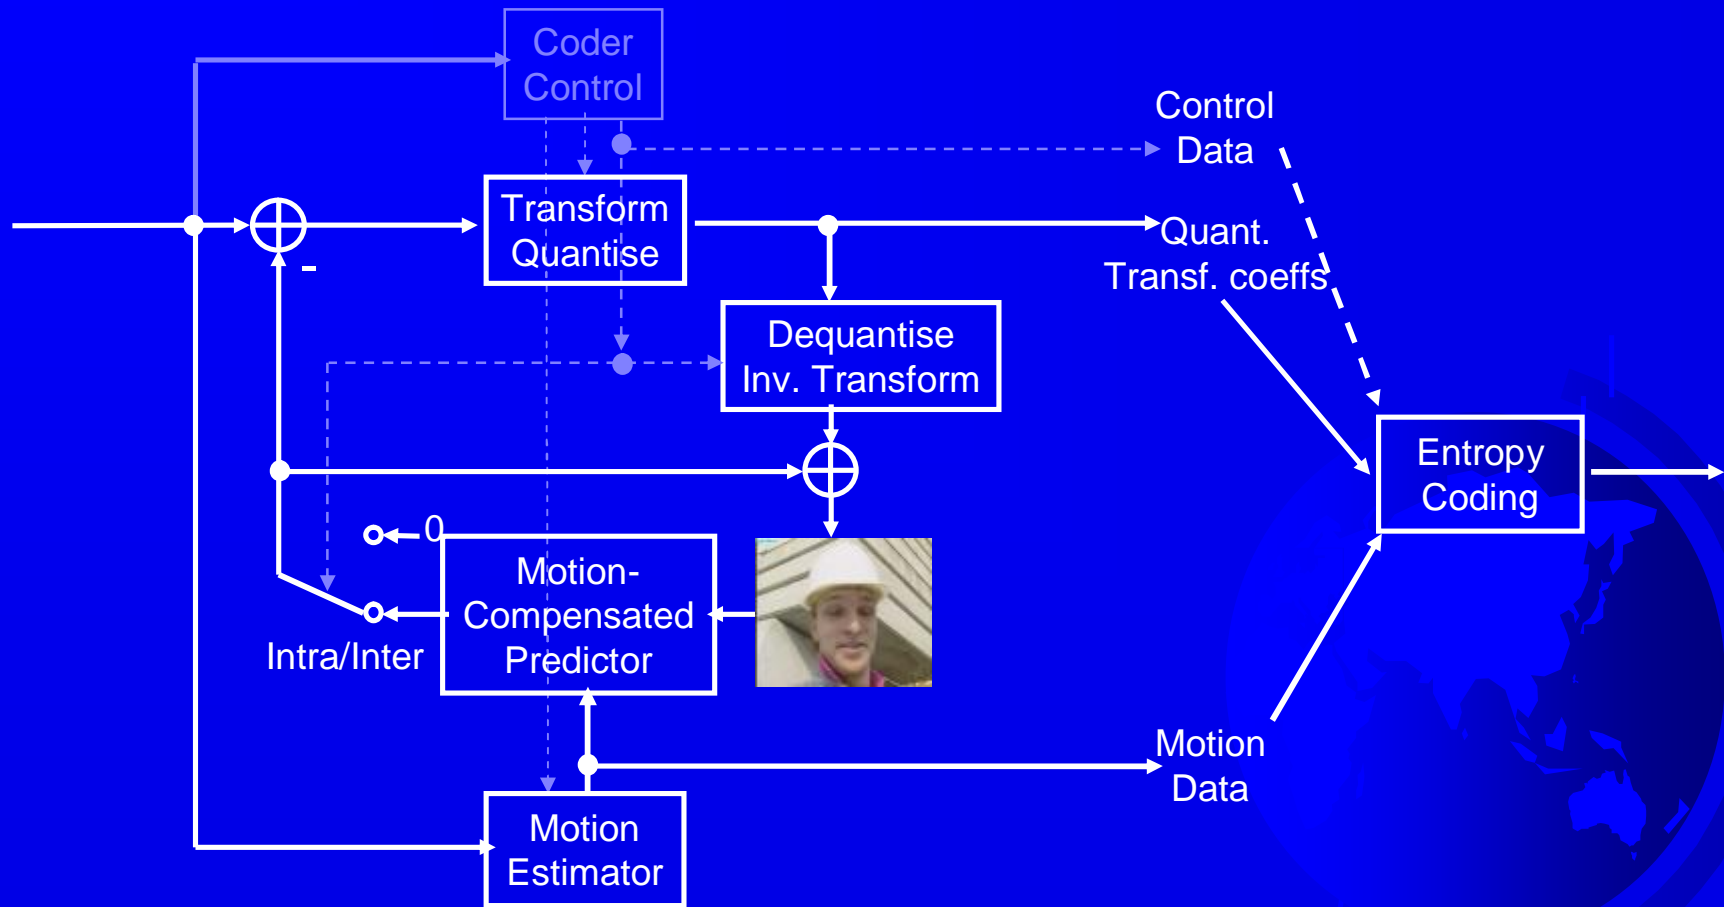 Coder
Control
Control
Data
Transform
Quantise
-
Quant.
Transf. coeffs
Dequantise
Inv. Transform
Entropy
Coding
0
Motion-
Compensated
Predictor
Intra/Inter
Motion
Data
Motion
Estimator